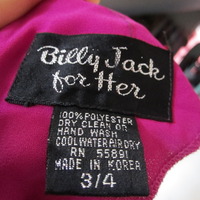 Billy Jack
for Her
100% POLYESTER
DRY CLEAN OR
HAND WASH
COOL WATER AIR DRY
RN 55891
MADE IN KOREA
3/4